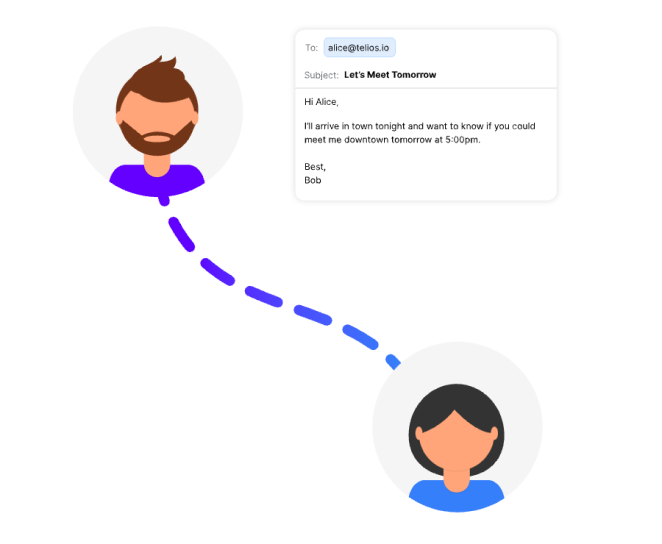 To: alice@telios.io
Subject: Let's Meet Tomorrow
Hi Alice,
I'll arrive in town tonight and want to know if you could
meet me downtown tomorrow at 5:00pm.
Best,
Bob